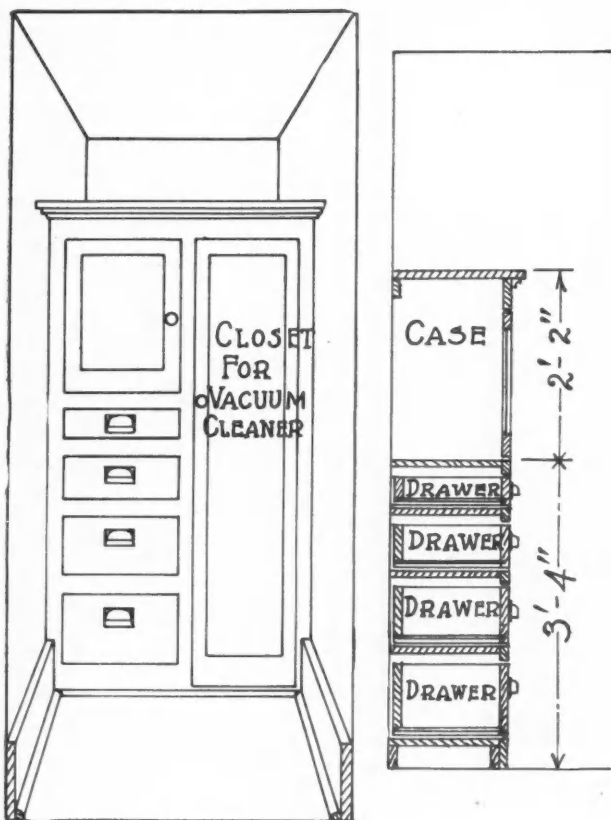 CLOSET
FOR
VACUUM
CLEANER
CASE
2'-2"
DRAWER
DRAWER
DRAWER
DRAWER
3'-4"